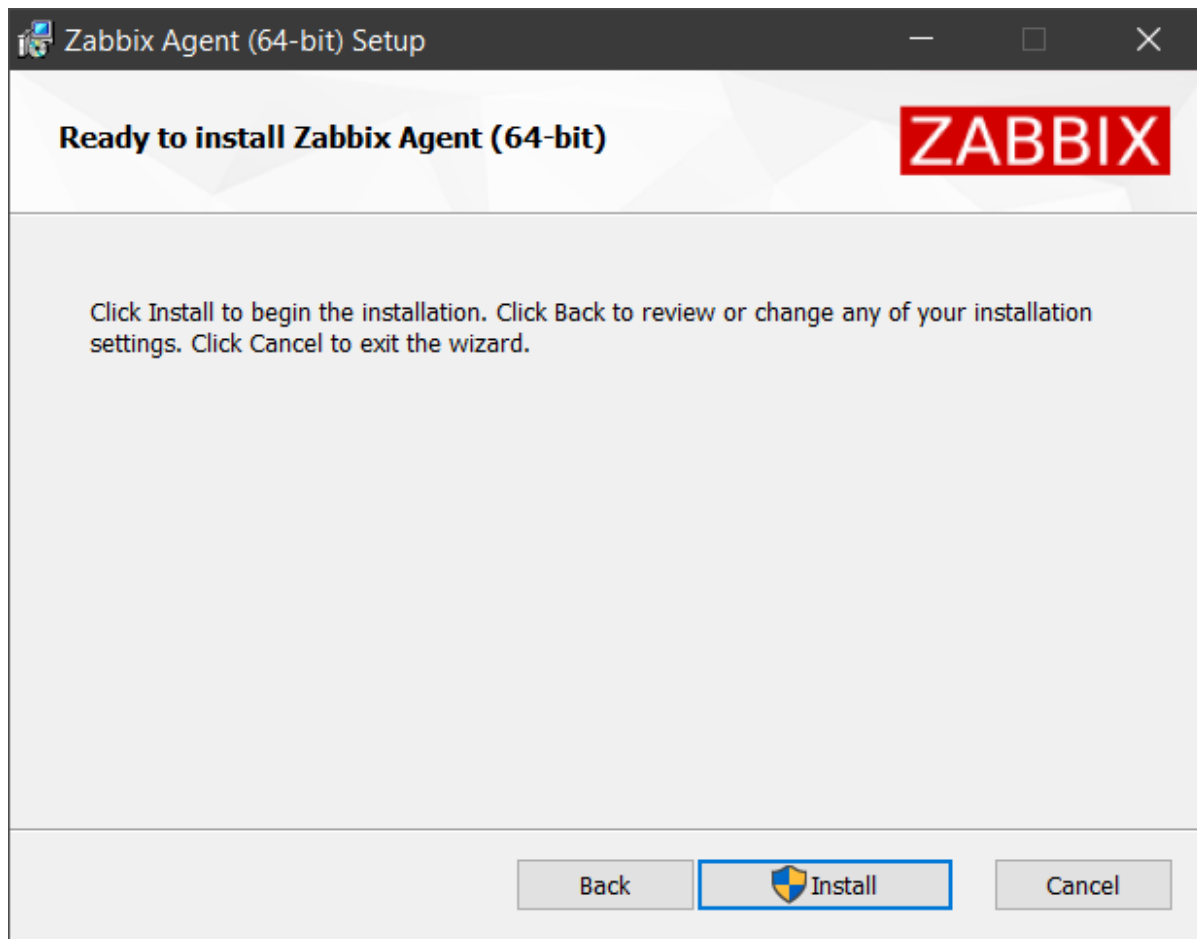 Zabbix Agent (64-bit) Setup
Ready to install Zabbix Agent (64-bit)
ZABBIX
Click Install to begin the installation. Click Back to review or change any of your installation
settings. Click Cancel to exit the wizard.
Back
Install
Cancel